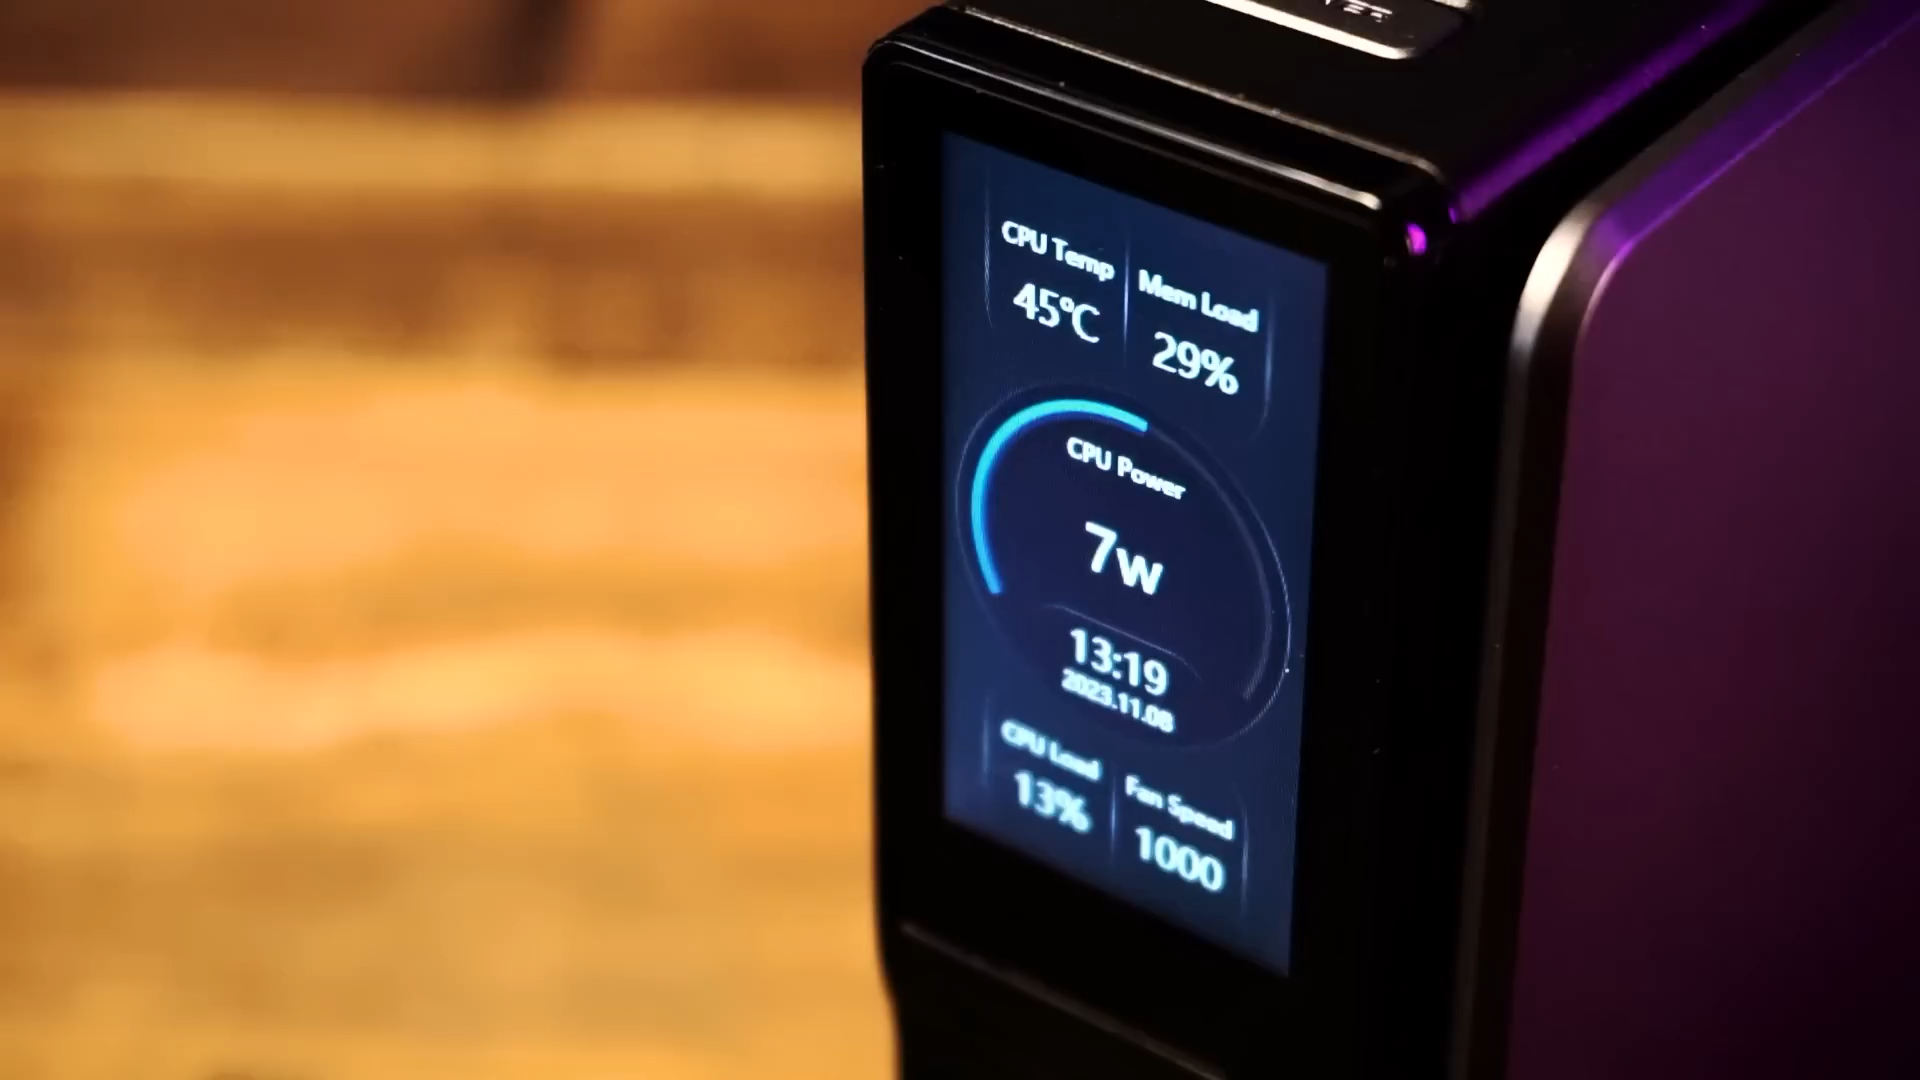 CPU Temp
45℃
Mem Load
29%
CPU Power
7w
13:19
2023.11.08
CPU Load
13%
Fan Speed
1000